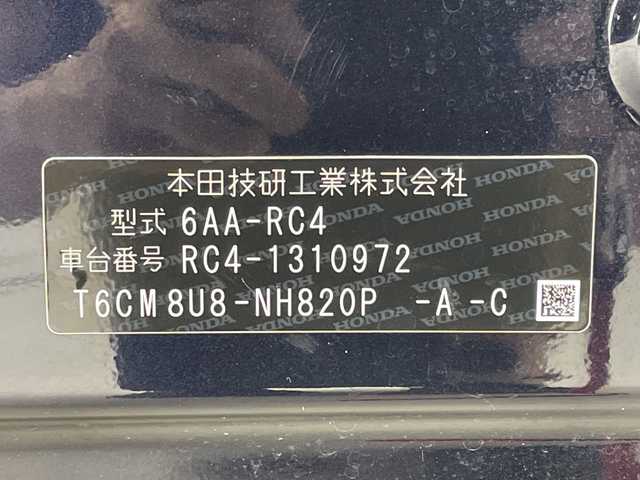 本田技研工業株式会社
型式 6AA-RC4
車台番号 RC4-1310972
T6CM8U8-NH820P -A -C